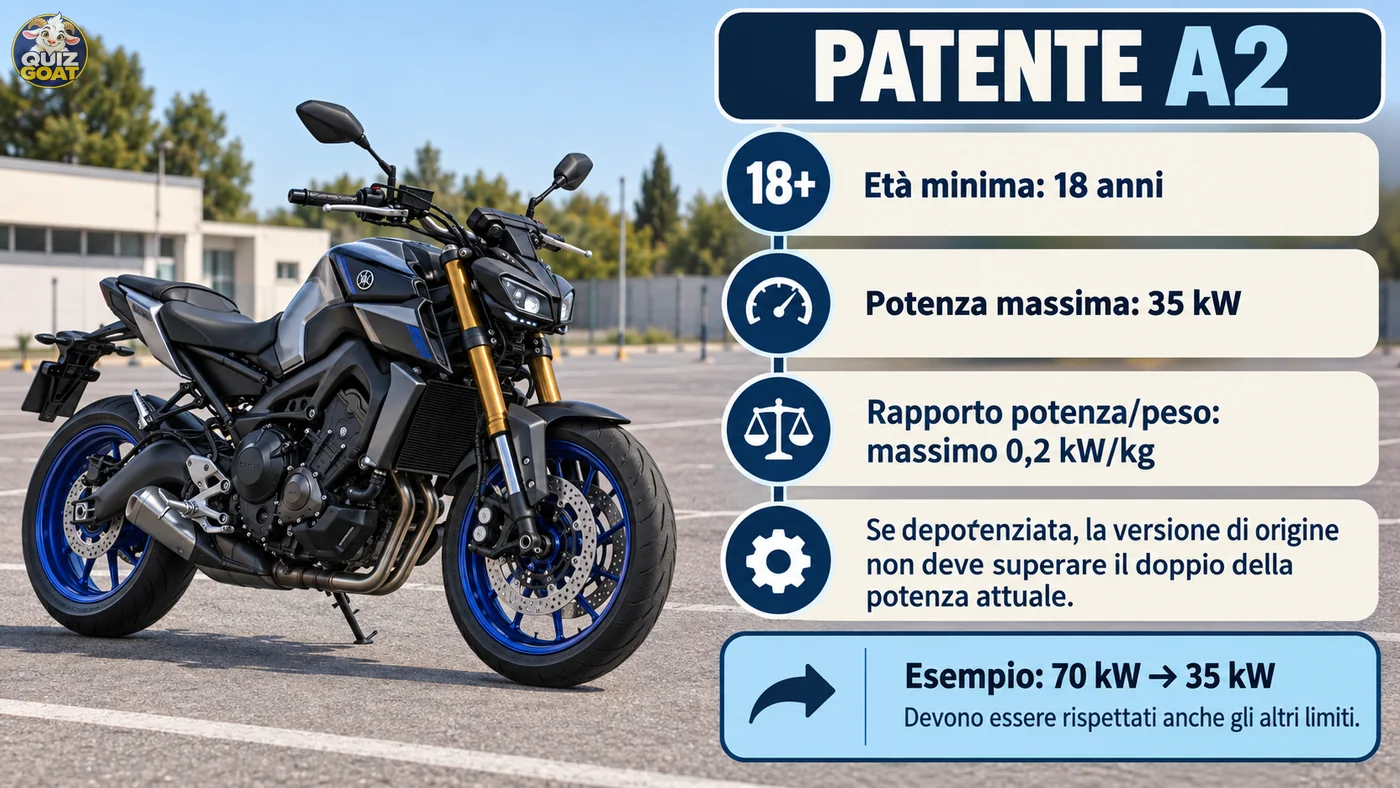 QUIZ
GOAT
PATENTE A2
18+
Età minima: 18 anni
Potenza massima: 35 kW
Rapporto potenza/peso:
massimo 0,2 kW/kg
Se depotenziata, la versione di origine
non deve superare il doppio della
potenza attuale.
Esempio: 70 kW → 35 kW
Devono essere rispettati anche gli altri limiti.